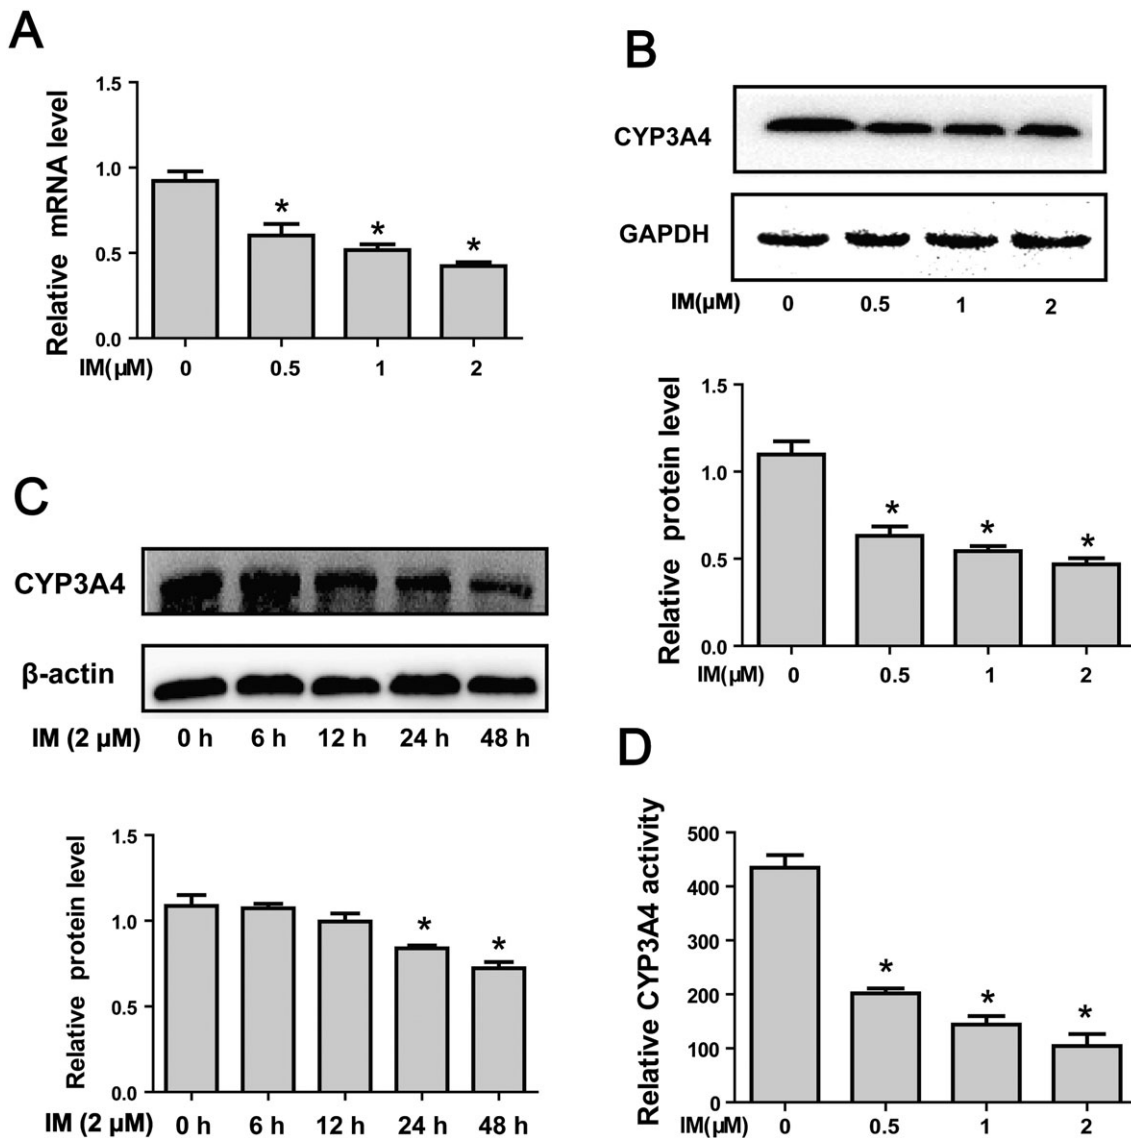 A
Relative mRNA level
1.5
1.0
0.5
0.0
* * *
IM(µM) 0 0.5 1 2
B
CYP3A4
GAPDH
IM(µM) 0 0.5 1 2
Relative protein level
1.5
1.0
0.5
0.0
* * *
IM(µM) 0 0.5 1 2
C
CYP3A4
β-actin
IM (2 µM) 0 h 6 h 12 h 24 h 48 h
Relative protein level
1.5
1.0
0.5
0.0
* *
IM (2 µM) 0 h 6 h 12 h 24 h 48 h
D
Relative CYP3A4 activity
500
400
300
200
100
0
* * *
IM(µM) 0 0.5 1 2